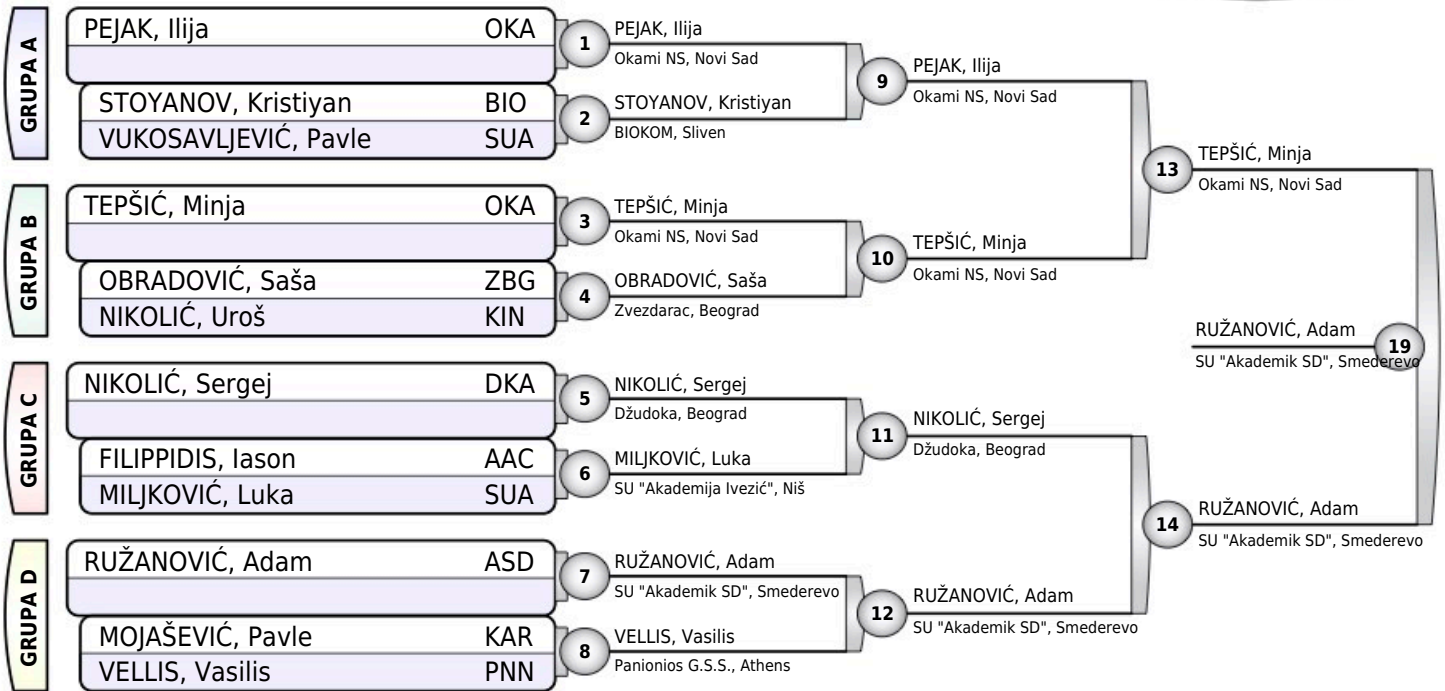 GRUPA A
PEJAK, Ilija OKA
STOYANOV, Kristiyan BIO
VUKOSAVLJEVIĆ, Pavle SUA
GRUPA B
TEPŠIĆ, Minja OKA
OBRADOVIĆ, Saša ZBG
NIKOLIĆ, Uroš KIN
GRUPA C
NIKOLIĆ, Sergej DKA
FILIPPIDIS, Iason AAC
MILJKOVIĆ, Luka SUA
GRUPA D
RUŽANOVIĆ, Adam ASD
MOJAŠEVIĆ, Pavle KAR
VELLIS, Vasilis PNN
1 PEJAK, Ilija
Okami NS, Novi Sad
2 STOYANOV, Kristiyan
BIOKOM, Sliven
3 TEPŠIĆ, Minja
Okami NS, Novi Sad
4 OBRADOVIĆ, Saša
Zvezdarac, Beograd
5 NIKOLIĆ, Sergej
Džudoka, Beograd
6 MILJKOVIĆ, Luka
SU "Akademija Ivezić", Niš
7 RUŽANOVIĆ, Adam
SU "Akademik SD", Smederevo
8 VELLIS, Vasilis
Panionios G.S.S., Athens
9 PEJAK, Ilija
Okami NS, Novi Sad
10 TEPŠIĆ, Minja
Okami NS, Novi Sad
11 NIKOLIĆ, Sergej
Džudoka, Beograd
12 RUŽANOVIĆ, Adam
SU "Akademik SD", Smederevo
13 TEPŠIĆ, Minja
Okami NS, Novi Sad
14 RUŽANOVIĆ, Adam
SU "Akademik SD", Smederevo
RUŽANOVIĆ, Adam 19
SU "Akademik SD", Smederevo